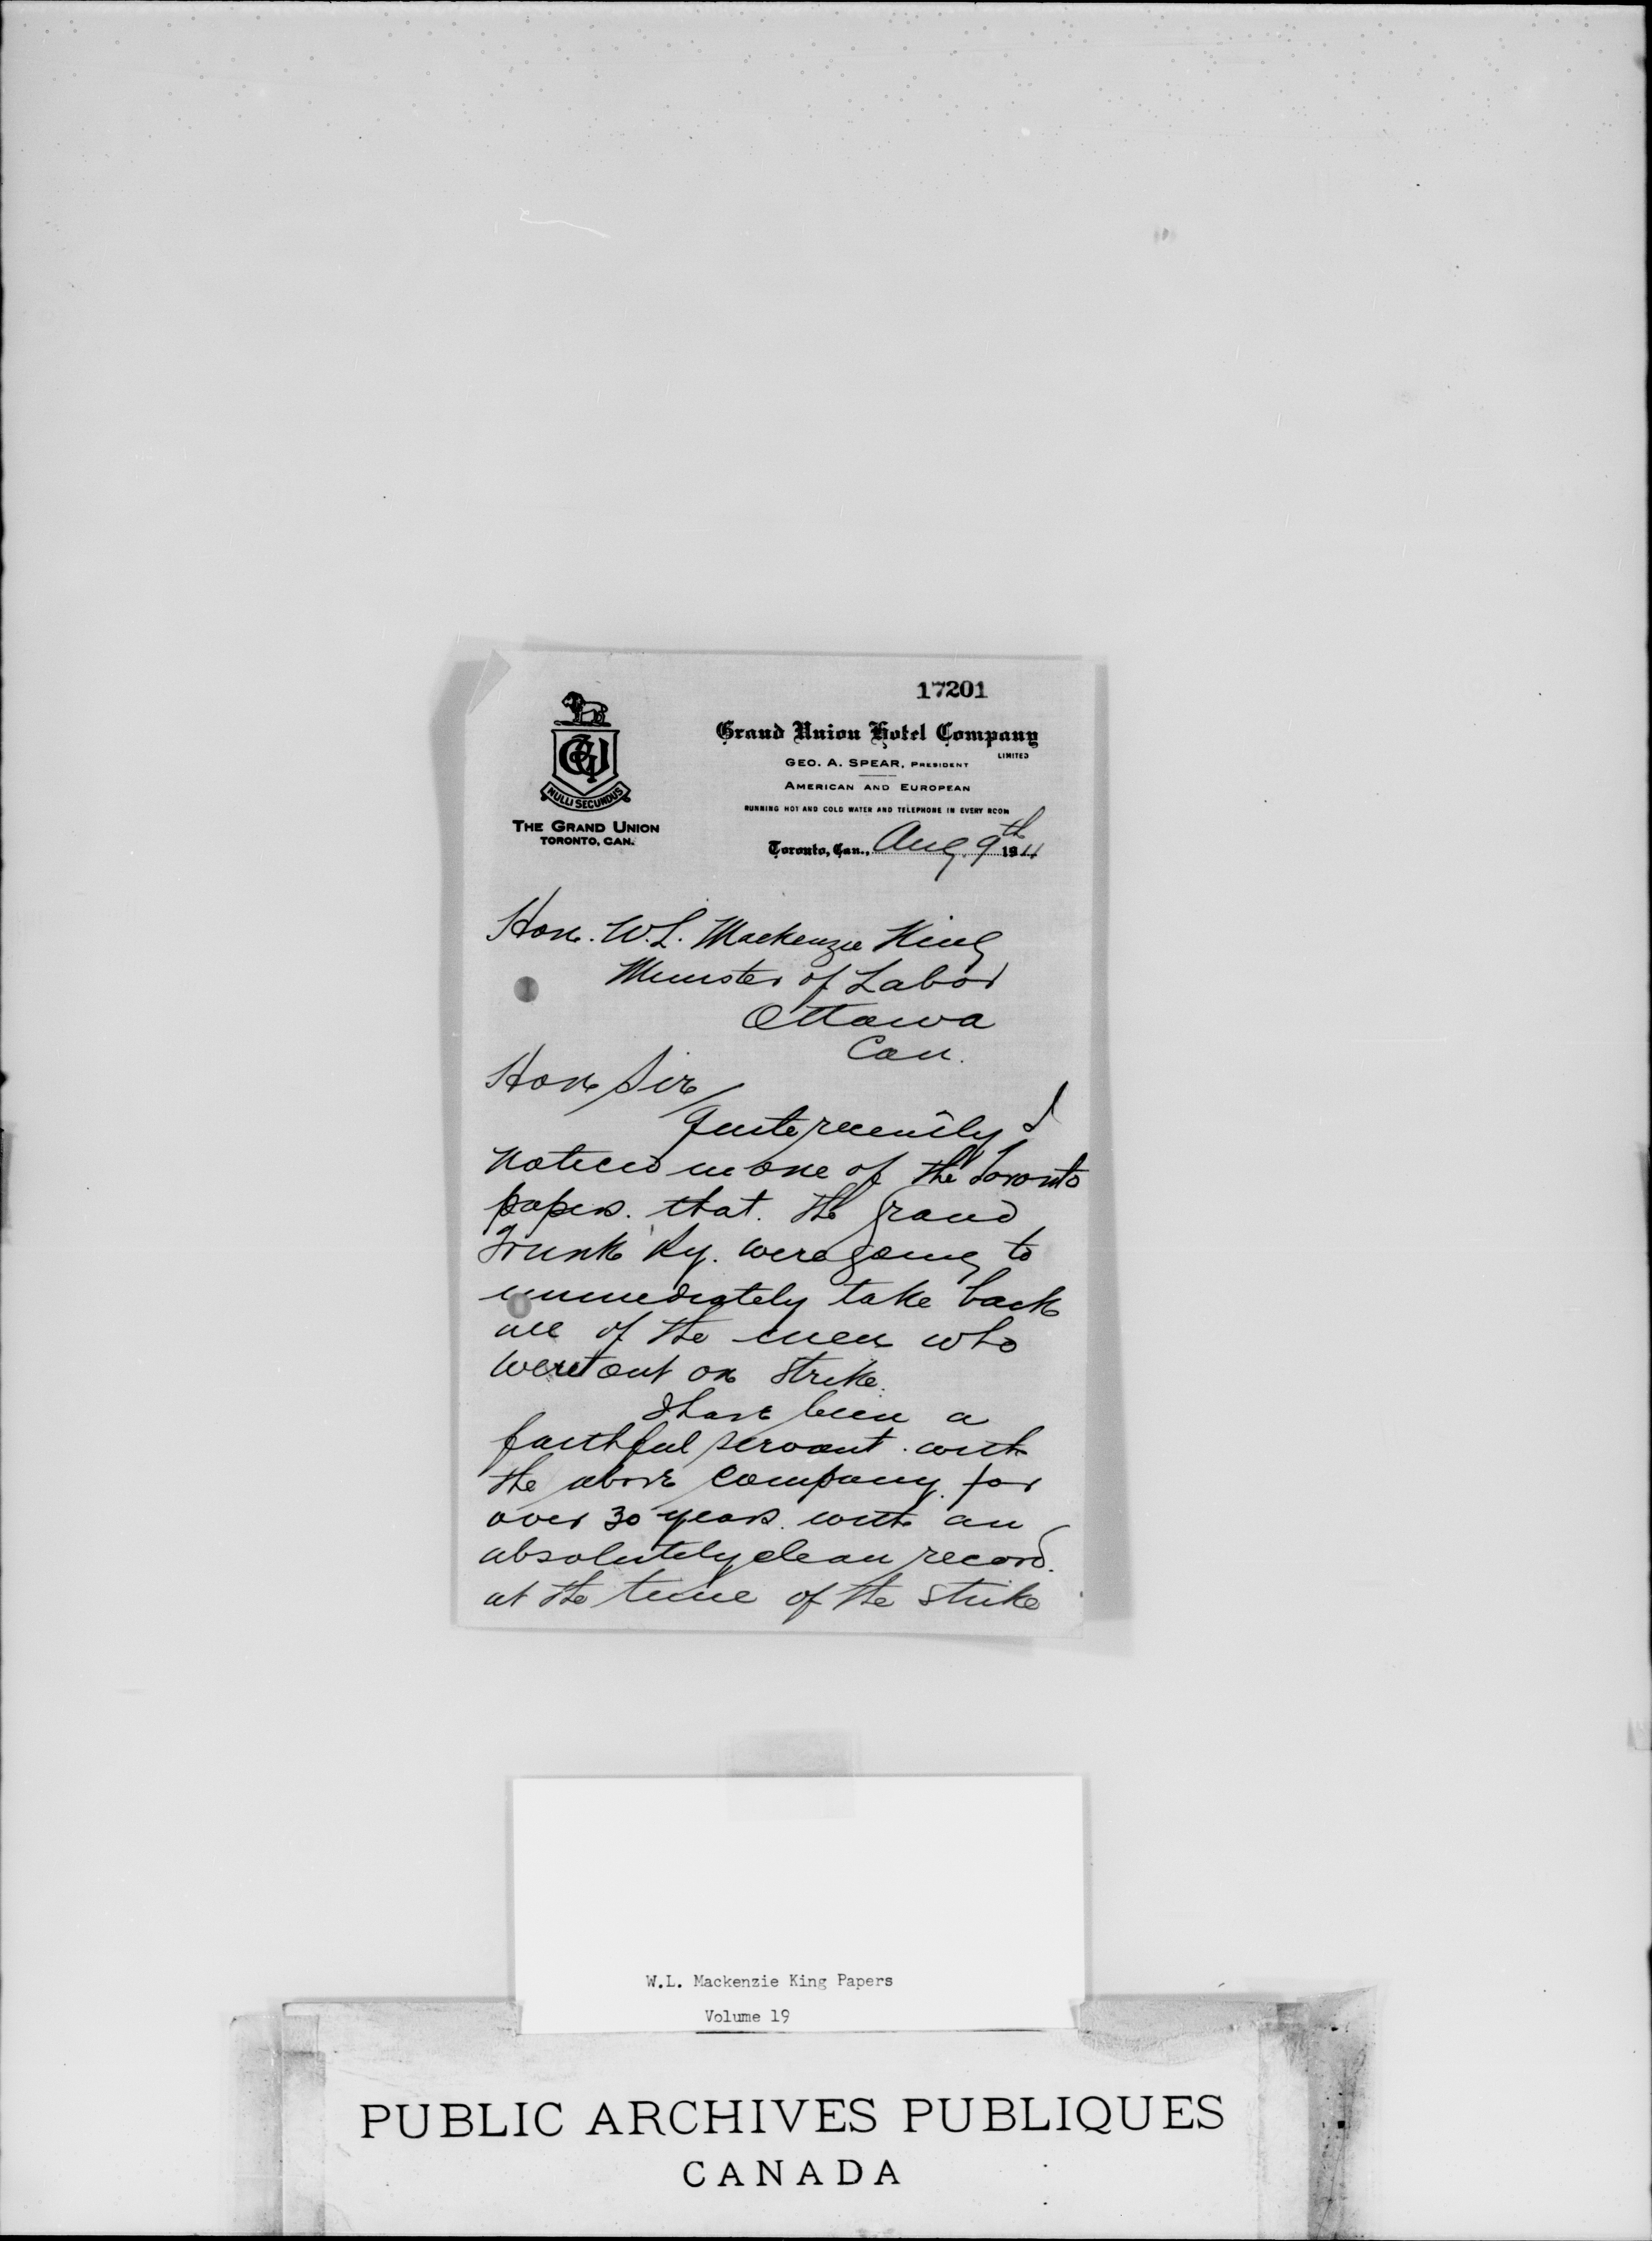 17201
GU
NULLI SECUNDUS
THE GRAND UNION
TORONTO, CAN.
Grand Union Hotel Company
LIMITED
GEO. A. SPEAR, PRESIDENT
AMERICAN AND EUROPEAN
RUNNING HOT AND COLD WATER AND TELEPHONE IN EVERY ROOM
Toronto, Can., Aug. 9th 1911
Hon. W.L. Mackenzie King
Minister of Labor
Ottawa
Can.
Hon Sir/
Quite recently I
noticed in one of the Toronto
papers. that. the Grand
Trunk Ry. were going to
immediately take back
all of the men who
went out on strike.
I have been a
faithful servant. with
the above company. for
over 30 years. with an
absolutely clean record.
at the time of the strike
W.L. Mackenzie King Papers
Volume 19
PUBLIC ARCHIVES PUBLIQUES
CANADA